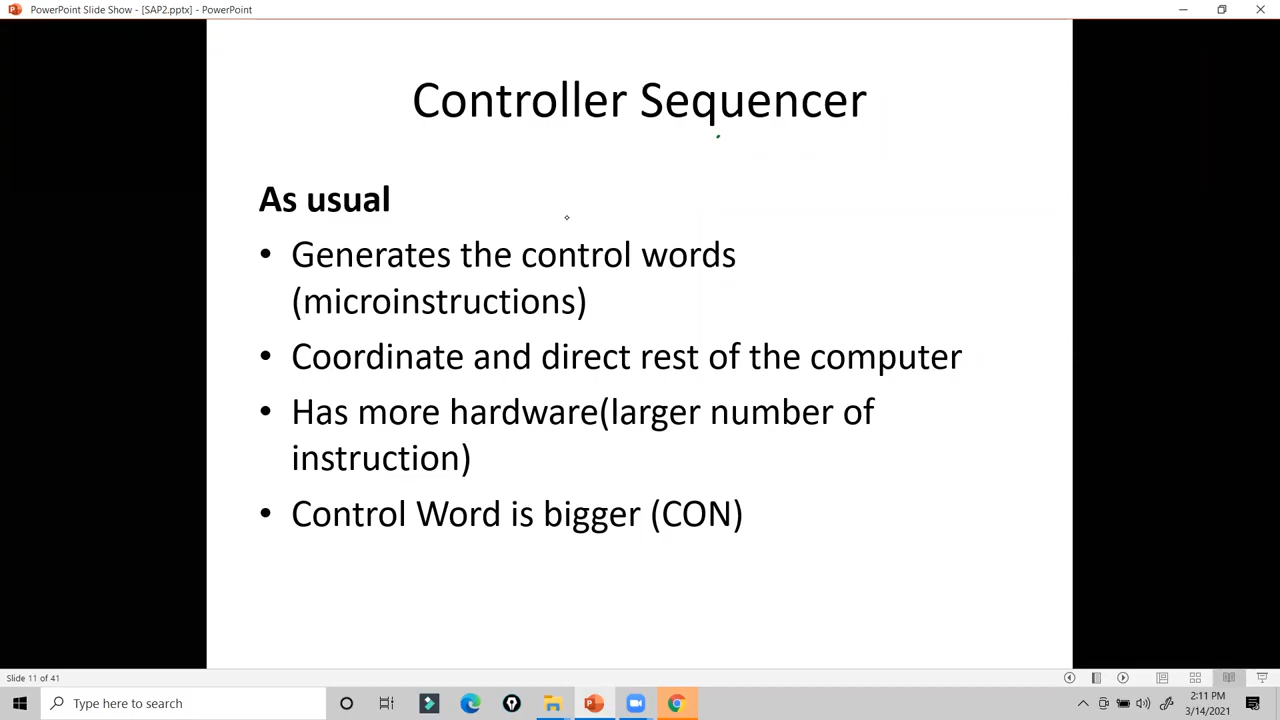 PowerPoint Slide Show - [SAP2.pptx] - PowerPoint
Controller Sequencer
As usual
• Generates the control words
(microinstructions)
• Coordinate and direct rest of the computer
• Has more hardware(larger number of
instruction)
• Control Word is bigger (CON)
Slide 11 of 41
Type here to search
2:11 PM
3/14/2021